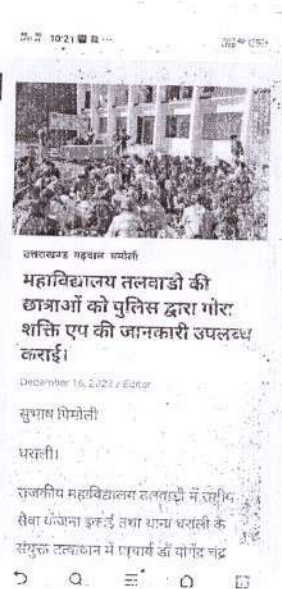 10:21
उत्तराखण्ड गढ़वाल चमोली
महाविद्यालय तलवाडी की
छात्राओं को पुलिस द्वारा गोरा
शक्ति एप की जानकारी उपलब्ध
कराई।
December 16, 2022 / Editor
सुभाष पिमोली
थराली।
राजकीय महाविद्यालय तलवाड़ी में राष्ट्रीय
सेवा योजना इकाई तथा थाना थराली के
संयुक्त तत्वाधान में प्राचार्य डॉ योगेंद्र चंद्र